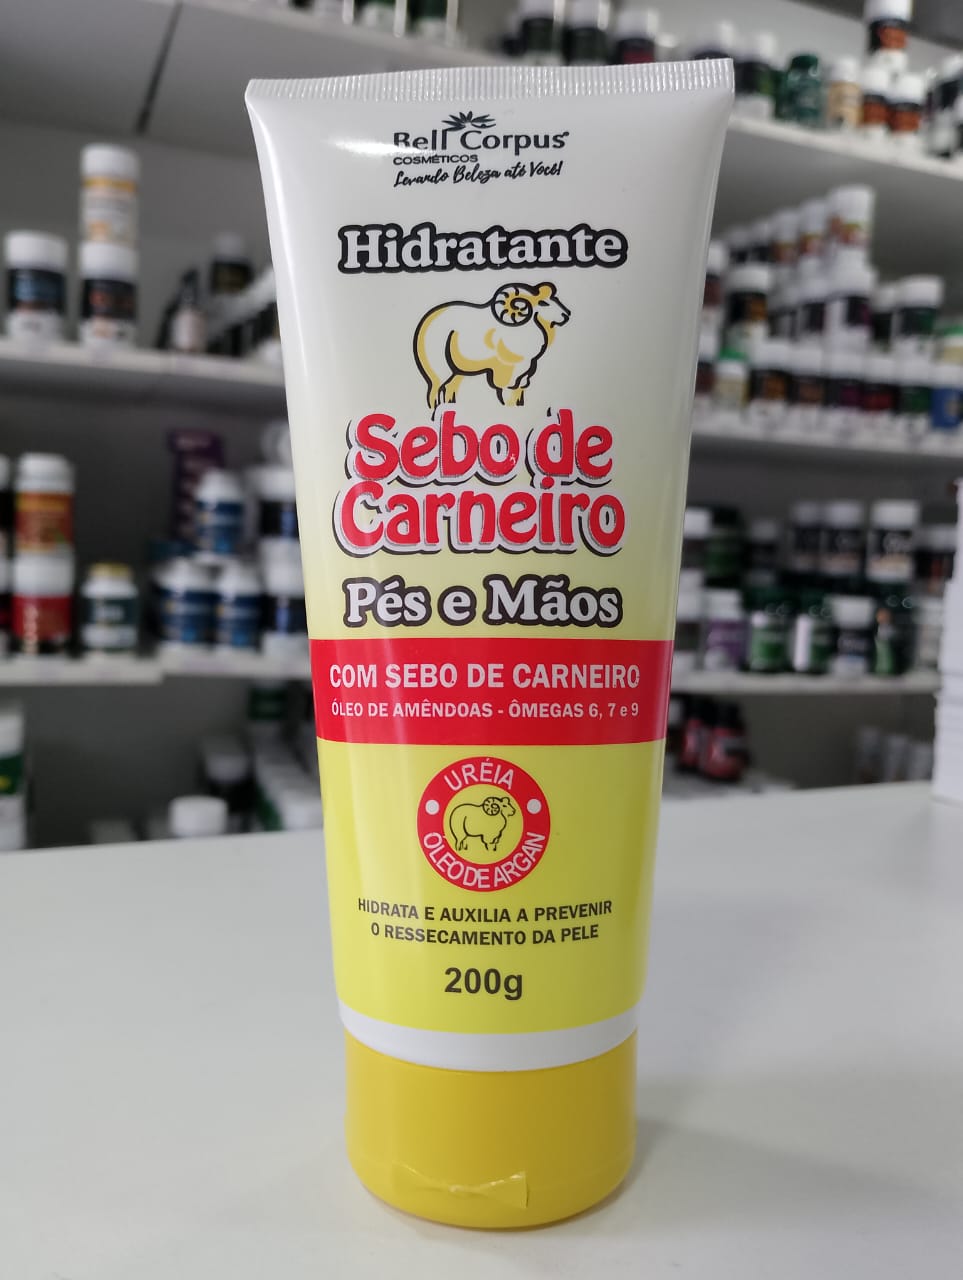 Bell Corpus
COSMÉTICOS
Levando Beleza até Você!
Hidratante
Sebo de
Carneiro
Pés e Mãos
COM SEBO DE CARNEIRO
ÓLEO DE AMÊNDOAS - ÔMEGAS 6, 7 e 9
URÉIA
ÓLEO DE ARGAN
HIDRATA E AUXILIA A PREVENIR
O RESSECAMENTO DA PELE
200g